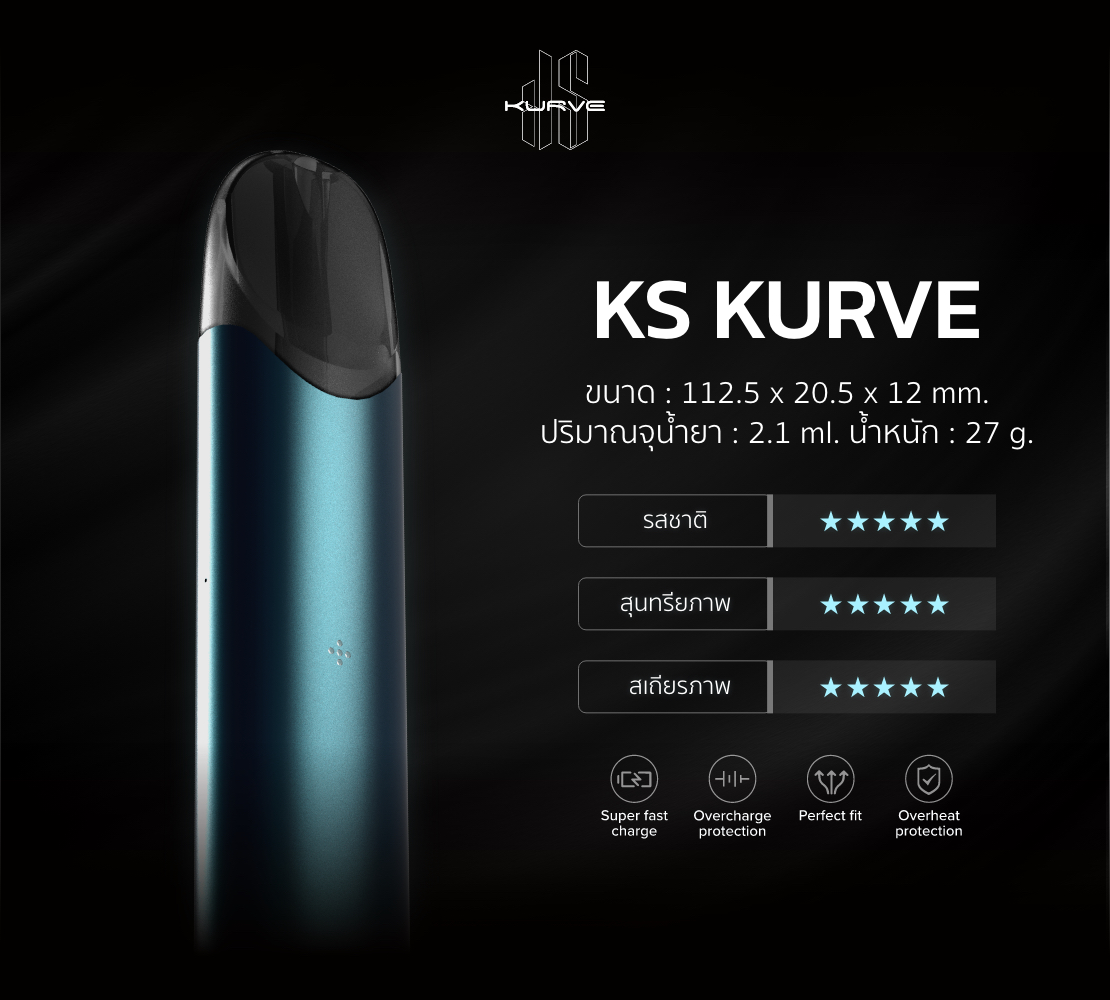 KURVE
KS KURVE
ขนาด : 112.5 x 20.5 x 12 mm.
ปริมาณจุน้ำยา : 2.1 ml. น้ำหนัก : 27 g.
รสชาติ ★★★★★
สุนทรียภาพ ★★★★★
สเถียรภาพ ★★★★★
Super fast charge
Overcharge protection
Perfect fit
Overheat protection